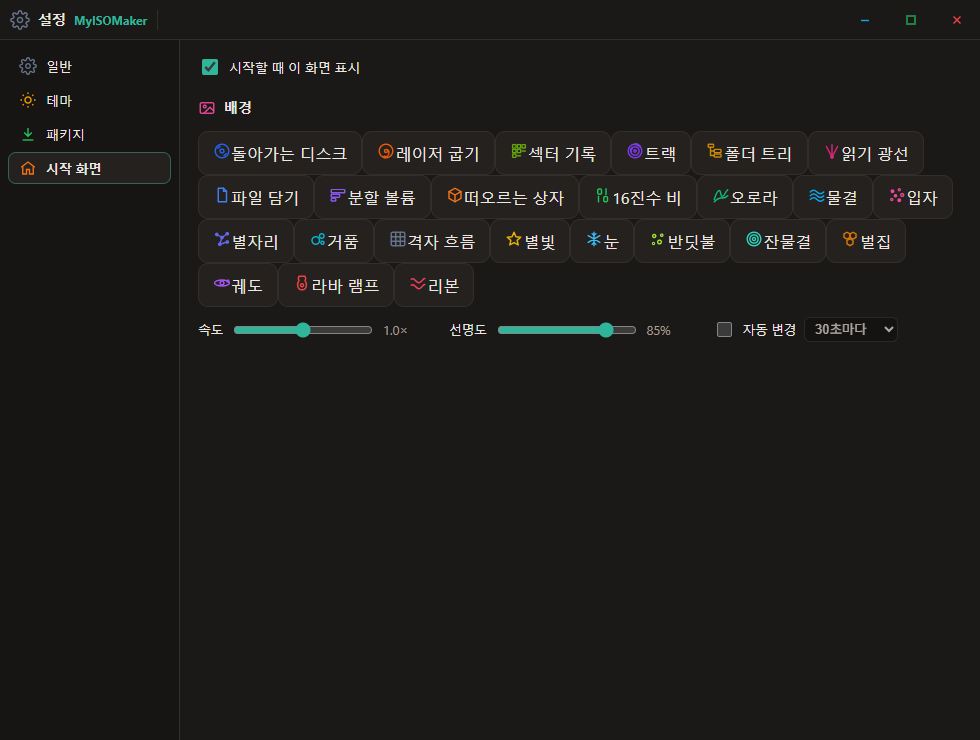 설정 MyISOMaker
일반
테마
패키지
시작 화면
시작할 때 이 화면 표시
배경
돌아가는 디스크 레이저 굽기 섹터 기록 트랙 폴더 트리 읽기 광선
파일 담기 분할 볼륨 떠오르는 상자 16진수 비 오로라 물결 입자
별자리 거품 격자 흐름 별빛 눈 반딧불 잔물결 벌집
궤도 라바 램프 리본
속도 1.0× 선명도 85% 자동 변경 30초마다